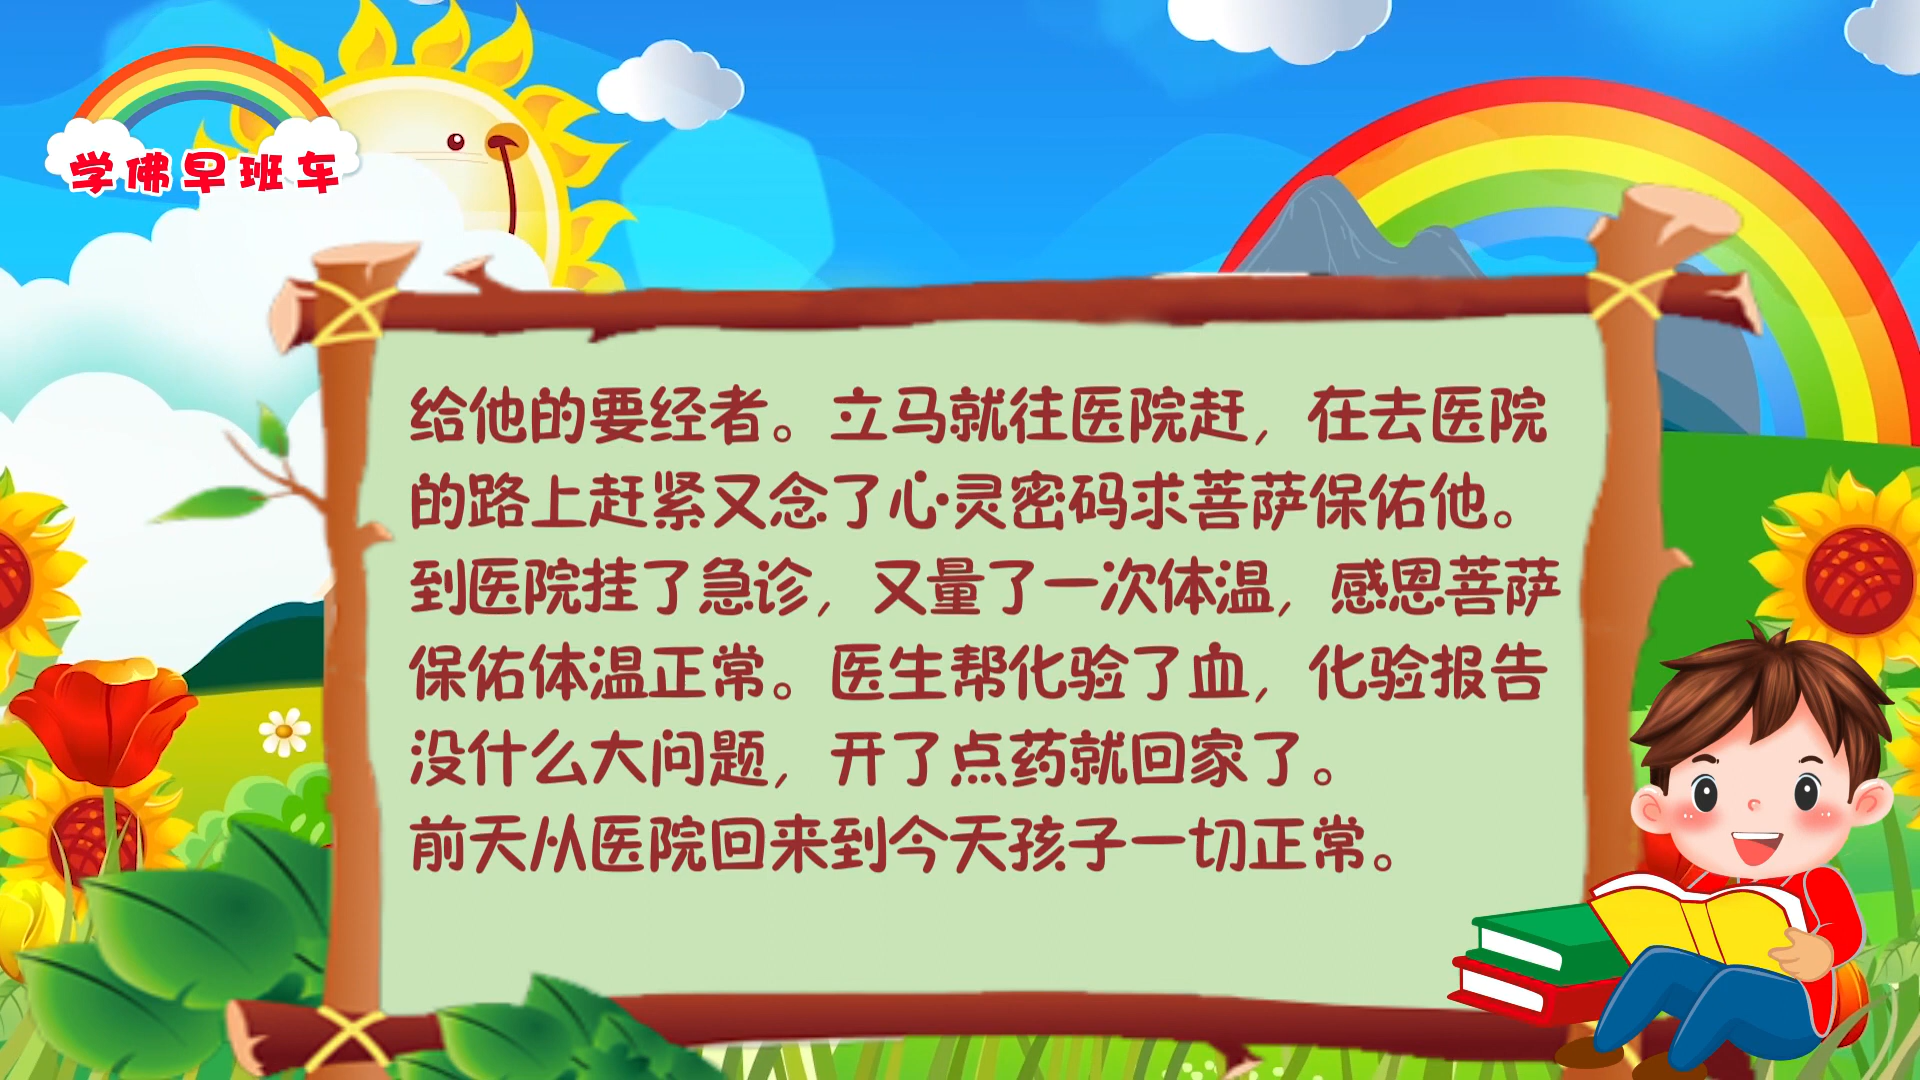 学佛早班车
给他的要经者。立马就往医院赶，在去医院
的路上赶紧又念了心灵密码求菩萨保佑他。
到医院挂了急诊，又量了一次体温，感恩菩萨
保佑体温正常。医生帮化验了血，化验报告
没什么大问题，开了点药就回家了。
前天从医院回来到今天孩子一切正常。